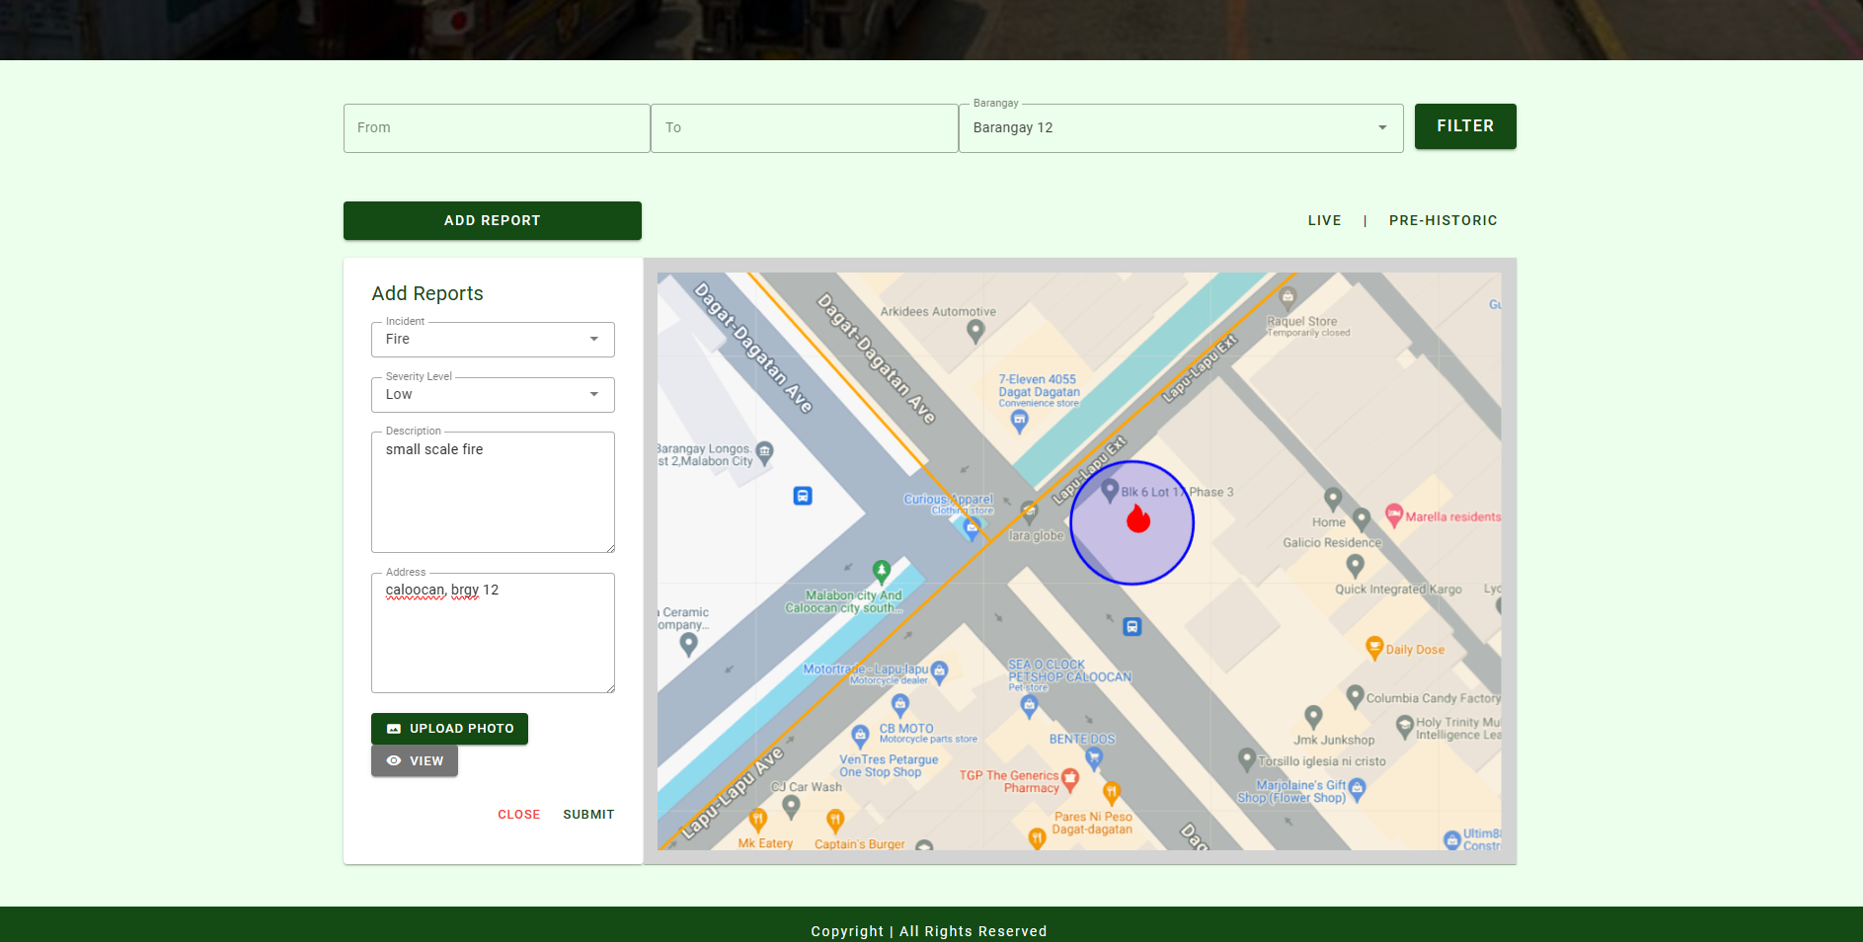 From
To
Barangay
Barangay 12
FILTER
ADD REPORT
LIVE | PRE-HISTORIC
Add Reports
Incident
Fire
Severity Level
Low
Description
small scale fire
Address
caloocan, brgy 12
UPLOAD PHOTO
VIEW
CLOSE SUBMIT
Dagat-Dagatan Ave
Dagat-Dagatan Ave
Arkidees Automotive
Raquel Store
Temporarily closed
Gu
7-Eleven 4055
Dagat Dagatan
Convenience store
Lapu-Lapu Ext
Lapu-Lapu Ext
Barangay Longos.
st 2,Malabon City
Curious Apparel
Clothing store
lara globe
Blk 6 Lot 17 Phase 3
Home
Galicio Residence
Marella residents
Quick Integrated Kargo
Lyc
Malabon city And
Caloocan city south...
a Ceramic
ompany...
Motortrade - Lapu-lapu
Motorcycle dealer
SEA O CLOCK
PETSHOP CALOOCAN
Pet store
Daily Dose
Columbia Candy Factory
Holy Trinity Mu
Intelligence Lea
Jmk Junkshop
CB MOTO
Motorcycle parts store
BENTE DOS
VenTres Petargue
One Stop Shop
TGP The Generics
Pharmacy
Torsillo iglesia ni cristo
Marjolaine's Gift
Shop (Flower Shop)
Lapu-Lapu Ave
CJ Car Wash
Pares Ni Peso
Dagat-dagatan
Mk Eatery
Captain's Burger
Dag
Ultim88
Constr
Copyright | All Rights Reserved